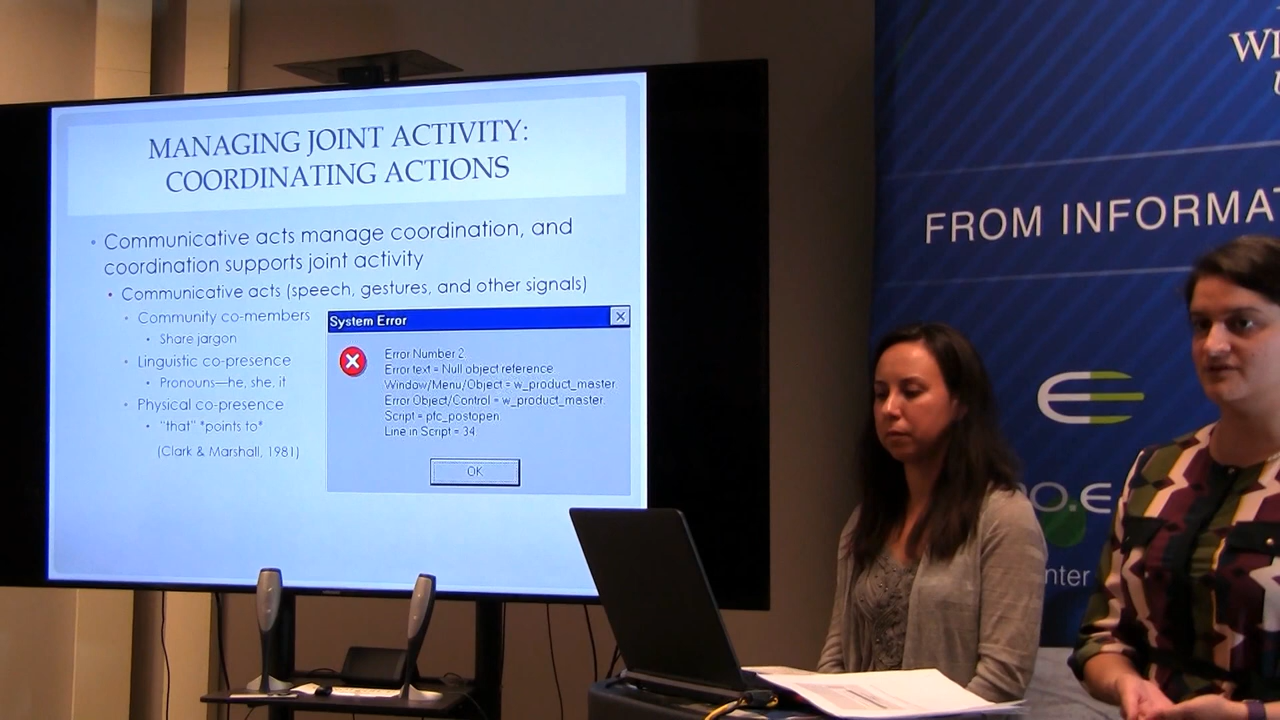 MANAGING JOINT ACTIVITY:
COORDINATING ACTIONS
• Communicative acts manage coordination, and
coordination supports joint activity
• Communicative acts (speech, gestures, and other signals)
• Community co-members
• Share jargon
• Linguistic co-presence
• Pronouns—he, she, it
• Physical co-presence
• "that" *points to*
(Clark & Marshall, 1981)
System Error
Error Number 2
Error text = Null object reference
Window/Menu/Object = w_product_master
Error Object/Control = w_product_master
Script = ptc_postopen
Line in Script = 34
OK
FROM INFORMAT